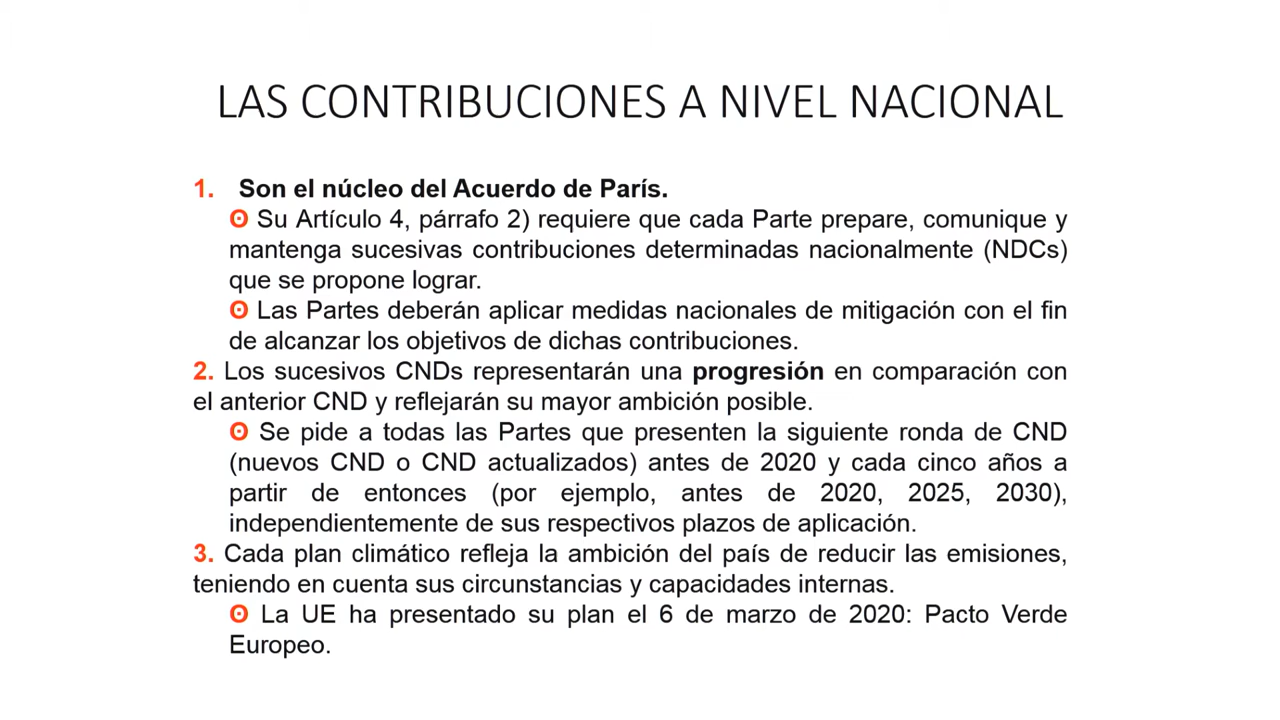 LAS CONTRIBUCIONES A NIVEL NACIONAL
1. Son el núcleo del Acuerdo de París.
ʘ Su Artículo 4, párrafo 2) requiere que cada Parte prepare, comunique y
mantenga sucesivas contribuciones determinadas nacionalmente (NDCs)
que se propone lograr.
ʘ Las Partes deberán aplicar medidas nacionales de mitigación con el fin
de alcanzar los objetivos de dichas contribuciones.
2. Los sucesivos CNDs representarán una progresión en comparación con
el anterior CND y reflejarán su mayor ambición posible.
ʘ Se pide a todas las Partes que presenten la siguiente ronda de CND
(nuevos CND o CND actualizados) antes de 2020 y cada cinco años a
partir de entonces (por ejemplo, antes de 2020, 2025, 2030),
independientemente de sus respectivos plazos de aplicación.
3. Cada plan climático refleja la ambición del país de reducir las emisiones,
teniendo en cuenta sus circunstancias y capacidades internas.
ʘ La UE ha presentado su plan el 6 de marzo de 2020: Pacto Verde
Europeo.